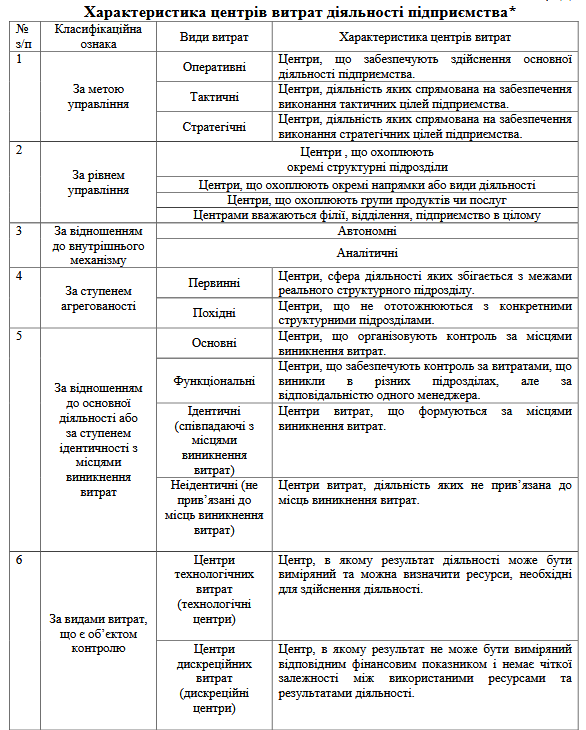 Характеристика центрів витрат діяльності підприємства*
№ з/п
Класифікаційна ознака
Види витрат
Характеристика центрів витрат
1
За метою
управління
Оперативні
Центри, що забезпечують здійснення основної
діяльності підприємства.
Тактичні
Центри, діяльність яких спрямована на забезпечення
виконання тактичних цілей підприємства.
Стратегічні
Центри, діяльність яких спрямована на забезпечення
виконання стратегічних цілей підприємства.
2
За рівнем
управління
Центри , що охоплюють
окремі структурні підрозділи
Центри, що охоплюють окремі напрямки або види діяльності
Центри, що охоплюють групи продуктів чи послуг
Центрами вважаються філії, відділення, підприємство в цілому
3
За відношенням
до внутрішнього
механізму
Автономні
Аналітичні
4
За ступенем
агрегованості
Первинні
Центри, сфера діяльності яких збігається з межами
реального структурного підрозділу.
Похідні
Центри, що не ототожнюються з конкретними
структурними підрозділами.
5
За відношенням
до основної
діяльності або
за ступенем
ідентичності з
місцями
виникнення
витрат
Основні
Центри, що організовують контроль за місцями
виникнення витрат.
Функціональні
Центри, що забезпечують контроль за витратами, що
виникли в різних підрозділах, але за
відповідальністю одного менеджера.
Ідентичні
(співпадаючі з
місцями
виникнення
витрат)
Центри витрат, що формуються за місцями
виникнення витрат.
Неідентичні (не
прив’язані до
місць виникнення
витрат)
Центри витрат, діяльність яких не прив’язана до
місць виникнення витрат.
6
За видами витрат,
що є об’єктом
контролю
Центри
технологічних
витрат
(технологічні
центри)
Центр, в якому результат діяльності може бути
виміряний та можна визначити ресурси, необхідні
для здійснення діяльності.
Центри
дискреційних
витрат
(дискреційні
центри)
Центр, в якому результат не може бути виміряний
відповідним фінансовим показником і немає чіткої
залежності між використаними ресурсами та
результатами діяльності.